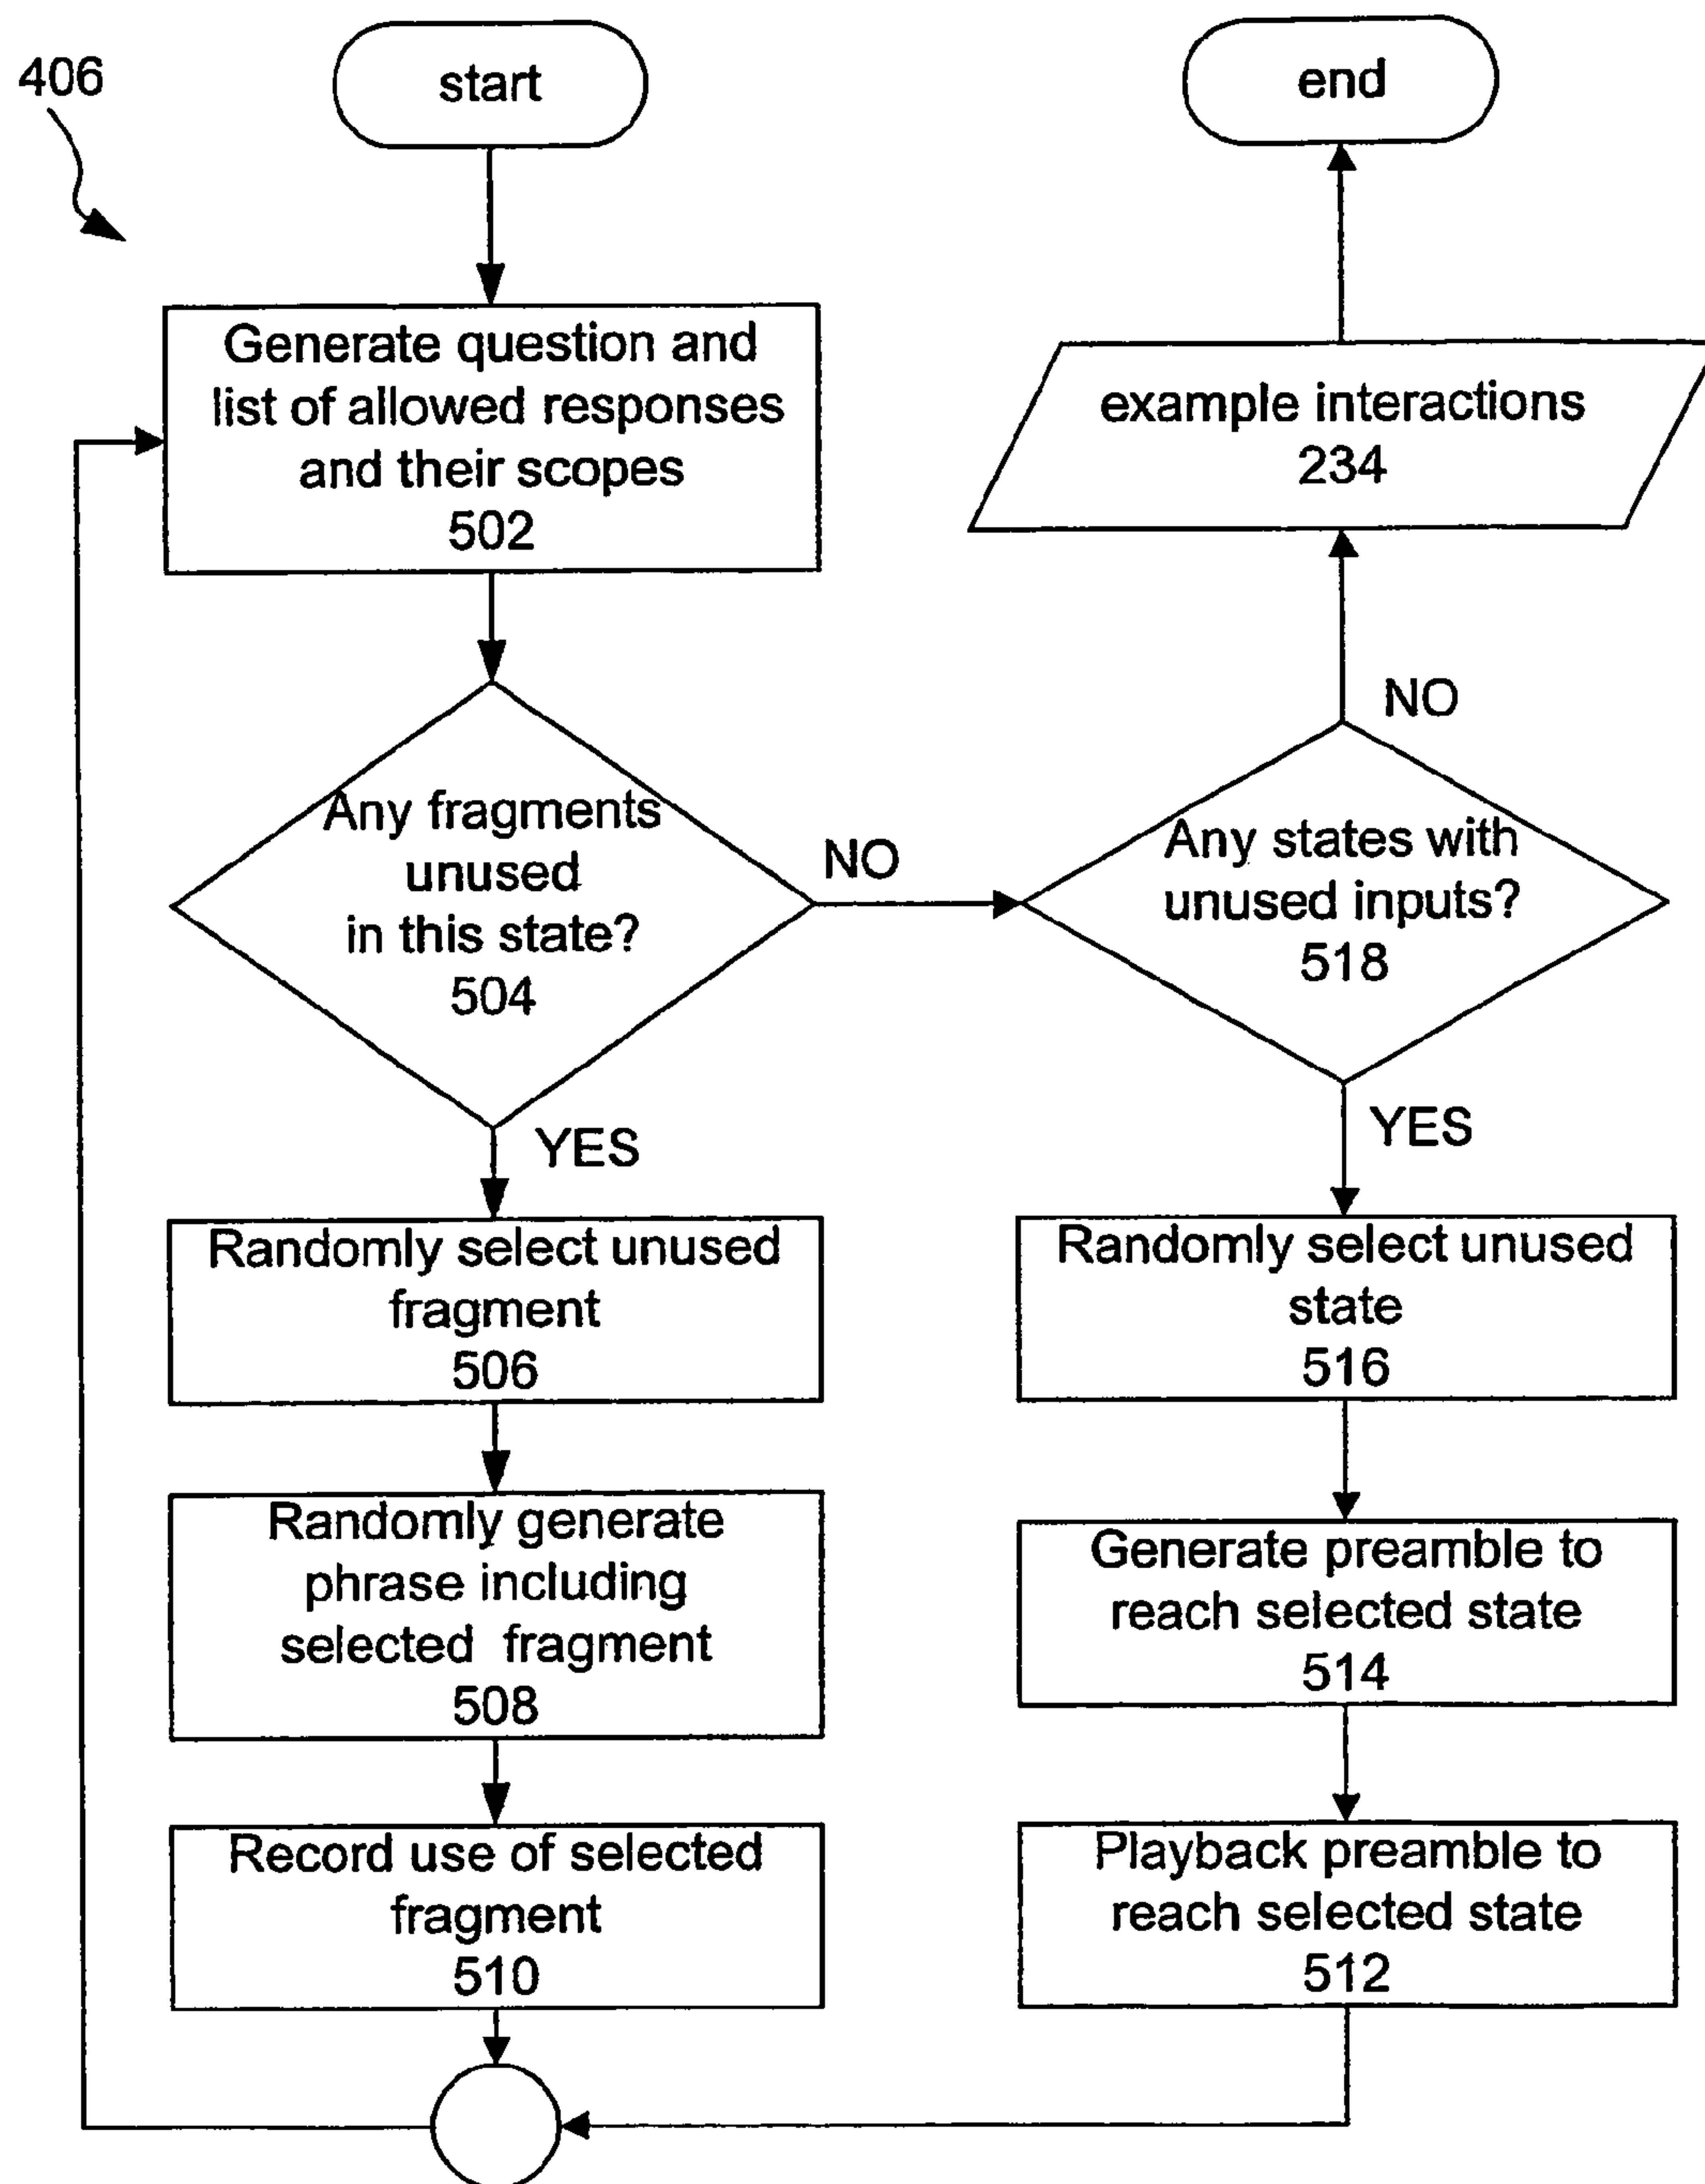 406
start
Generate question and
list of allowed responses
and their scopes
502
Any fragments
unused
in this state?
504
NO
YES
Randomly select unused
fragment
506
Randomly generate
phrase including
selected fragment
508
Record use of selected
fragment
510
end
example interactions
234
NO
Any states with
unused inputs?
518
YES
Randomly select unused
state
516
Generate preamble to
reach selected state
514
Playback preamble to
reach selected state
512